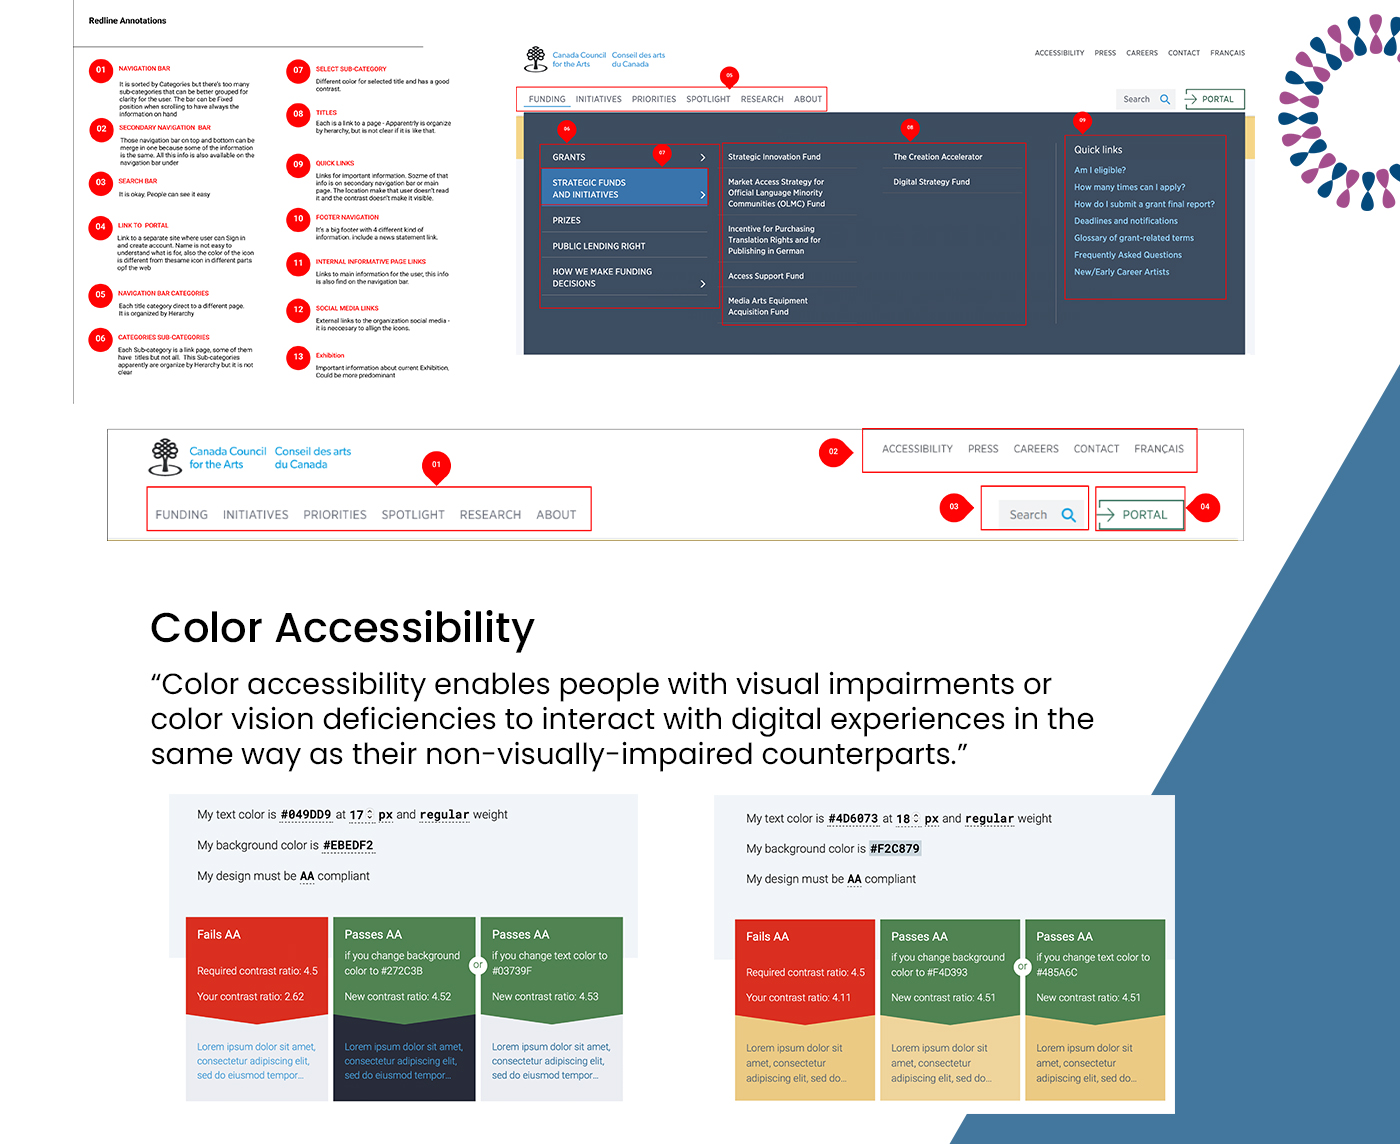 Redline Annotations
01
NAVIGATION BAR
It is sorted by Categories but there's too many
sub-categories that can be better grouped for
clarity for the user. The bar can be Fixed
position when scrolling to have always the
information on hand
02
SECONDARY NAVIGATION BAR
Those navigation bar on top and bottom can be
merge in one because some of the information
is the same. All this info is also available on the
navigation bar under
03
SEARCH BAR
It is okay. People can see it easy
04
LINK TO PORTAL
Link to a separate site where user can Sign in
and create account. Name is not easy to
understand what is for, also the color of the icon
is different from thesame icon in different parts
opf the web
05
NAVIGATION BAR CATEGORIES
Each title category direct to a different page.
It is organized by Hierarchy
06
CATEGORIES SUB-CATEGORIES
Each Sub-category is a link page, some of them
have titles but not all. This Sub-categories
apparently are organize by Herarchy but it is not
clear
07
SELECT SUB-CATEGORY
Different color for selected title and has a good
contrast.
08
TITLES
Each is a link to a page - Apparentrly is organize
by herarchy, but is not clear if it is like that.
09
QUICK LINKS
Links for important information. Some of that
info is on secondary navigation bar or main
page. The location make that user doesn't read
it and the contrast doesn't make it visible.
10
FOOTER NAVIGATION
It's a big footer with 4 different kind of
information. include a news statement link.
11
INTERNAL INFORMATIVE PAGE LINKS
Links to main information for the user, this info
is also find on the navigation bar.
12
SOCIAL MEDIA LINKS
External links to the organization social media -
it is neccesary to allign the icons.
13
Exhibition
Important information about current Exhibition.
Could be more predominant
Canada Council Conseil des arts
for the Arts du Canada
ACCESSIBILITY PRESS CAREERS CONTACT FRANÇAIS
05
FUNDING INITIATIVES PRIORITIES SPOTLIGHT RESEARCH ABOUT
Search
PORTAL
06
07
08
09
GRANTS
STRATEGIC FUNDS
AND INITIATIVES
PRIZES
PUBLIC LENDING RIGHT
HOW WE MAKE FUNDING
DECISIONS
Strategic Innovation Fund
Market Access Strategy for
Official Language Minority
Communities (OLMC) Fund
Incentive for Purchasing
Translation Rights and for
Publishing in German
Access Support Fund
Media Arts Equipment
Acquisition Fund
The Creation Accelerator
Digital Strategy Fund
Quick links
Am I eligible?
How many times can I apply?
How do I submit a grant final report?
Deadlines and notifications
Glossary of grant-related terms
Frequently Asked Questions
New/Early Career Artists
Canada Council Conseil des arts
for the Arts du Canada
01
FUNDING INITIATIVES PRIORITIES SPOTLIGHT RESEARCH ABOUT
02
ACCESSIBILITY PRESS CAREERS CONTACT FRANÇAIS
03
Search
PORTAL
04
Color Accessibility
“Color accessibility enables people with visual impairments or
color vision deficiencies to interact with digital experiences in the
same way as their non-visually-impaired counterparts.”
My text color is #049DD9 at 17 px and regular weight
My background color is #EBEDF2
My design must be AA compliant
Fails AA
Required contrast ratio: 4.5
Your contrast ratio: 2.62
Lorem ipsum dolor sit amet,
consectetur adipiscing elit,
sed do eiusmod tempor...
Passes AA
if you change background
color to #272C3B
New contrast ratio: 4.52
Lorem ipsum dolor sit amet,
consectetur adipiscing elit,
sed do eiusmod tempor...
or
Passes AA
if you change text color to
#03739F
New contrast ratio: 4.53
Lorem ipsum dolor sit amet,
consectetur adipiscing elit,
sed do eiusmod tempor...
My text color is #4D6073 at 18 px and regular weight
My background color is #F2C879
My design must be AA compliant
Fails AA
Required contrast ratio: 4.5
Your contrast ratio: 4.11
Lorem ipsum dolor sit
amet, consectetur
adipiscing elit, sed do...
Passes AA
if you change background
color to #F4D393
New contrast ratio: 4.51
Lorem ipsum dolor sit
amet, consectetur
adipiscing elit, sed do...
or
Passes AA
if you change text color to
#485A6C
New contrast ratio: 4.51
Lorem ipsum dolor sit
amet, consectetur
adipiscing elit, sed do...